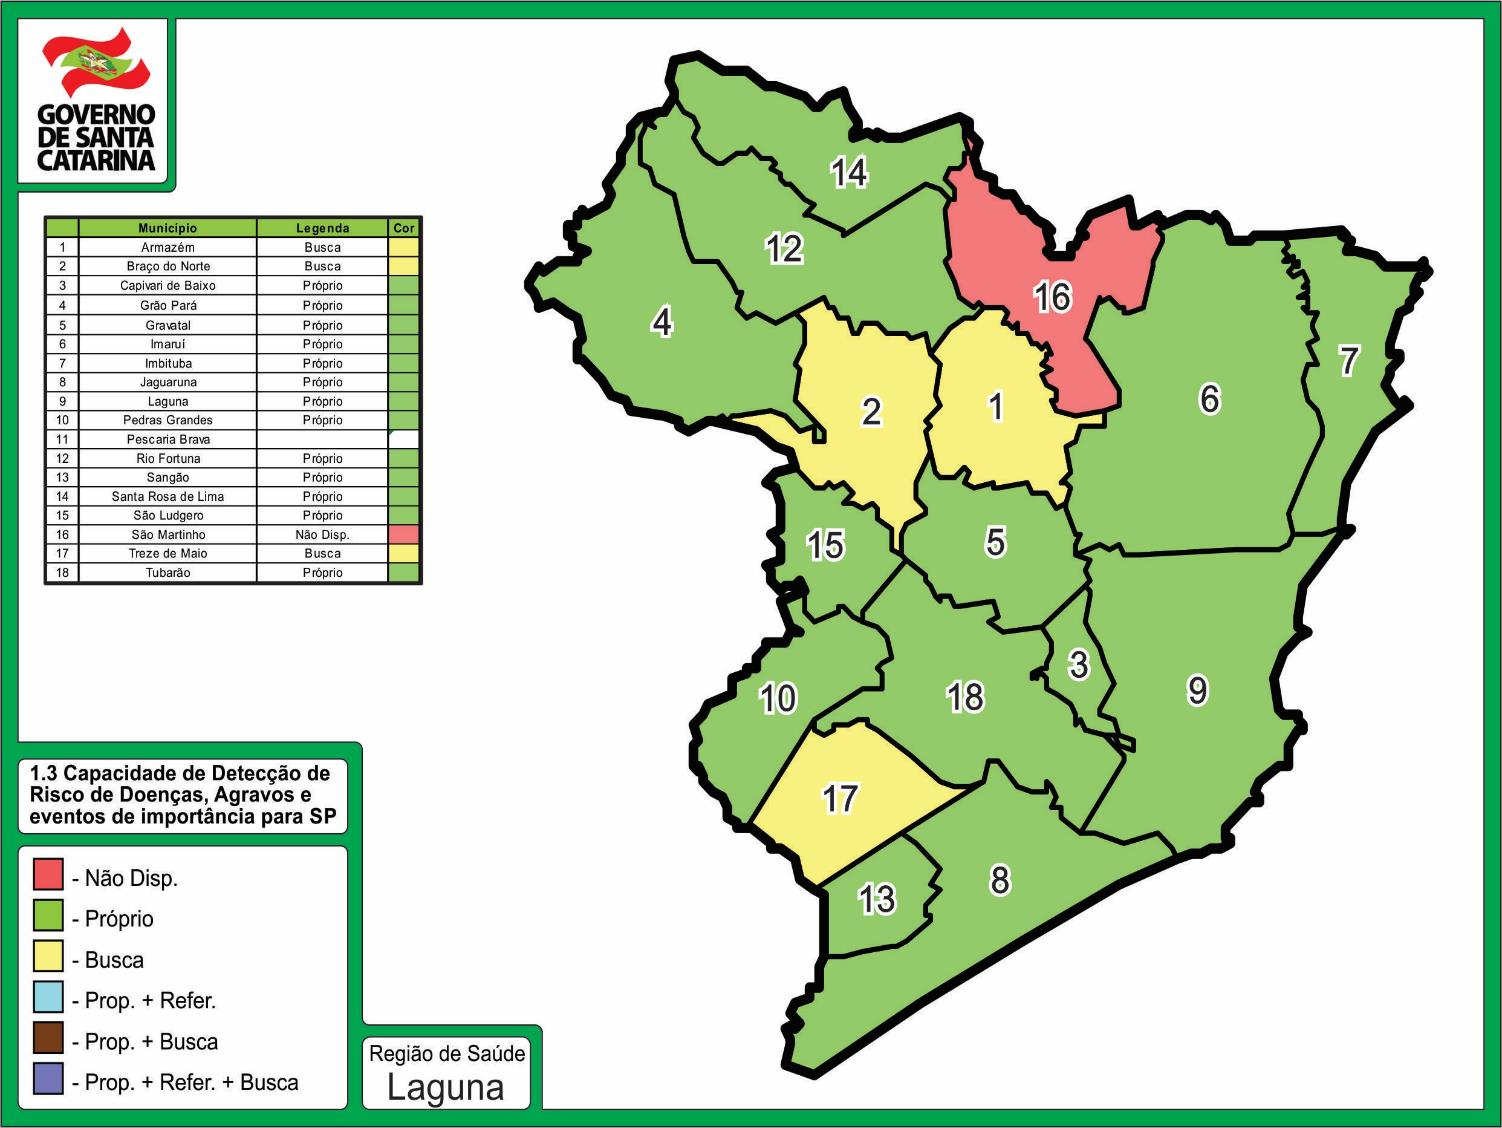 GOVERNO
DE SANTA
CATARINA
Município Legenda Cor
1 Armazém Busca
2 Braço do Norte Busca
3 Capivari de Baixo Próprio
4 Grão Pará Próprio
5 Gravatal Próprio
6 Imaruí Próprio
7 Imbituba Próprio
8 Jaguaruna Próprio
9 Laguna Próprio
10 Pedras Grandes Próprio
11 Pescaria Brava
12 Rio Fortuna Próprio
13 Sangão Próprio
14 Santa Rosa de Lima Próprio
15 São Ludgero Próprio
16 São Martinho Não Disp.
17 Treze de Maio Busca
18 Tubarão Próprio
14
12
16
4
7
6
2
1
15
5
3
10
18
9
17
8
13
1.3 Capacidade de Detecção de
Risco de Doenças, Agravos e
eventos de importância para SP
- Não Disp.
- Próprio
- Busca
- Prop. + Refer.
- Prop. + Busca
- Prop. + Refer. + Busca
Região de Saúde
Laguna